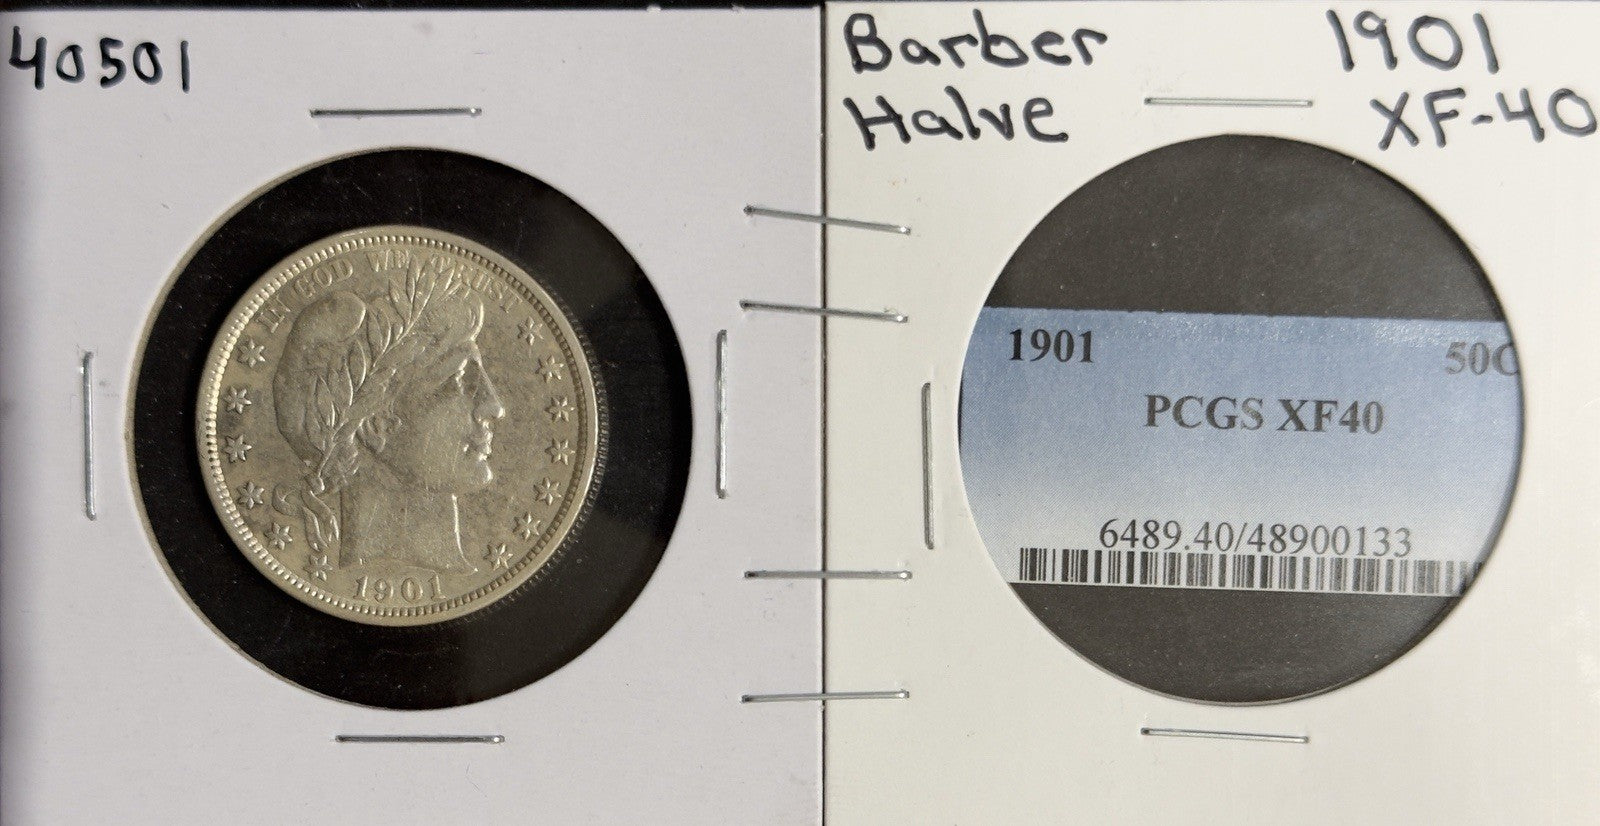 40501
IN GOD WE TRUST
1901
Barber 1901
Halve XF-40
1901 50C
PCGS XF40
6489.40/48900133